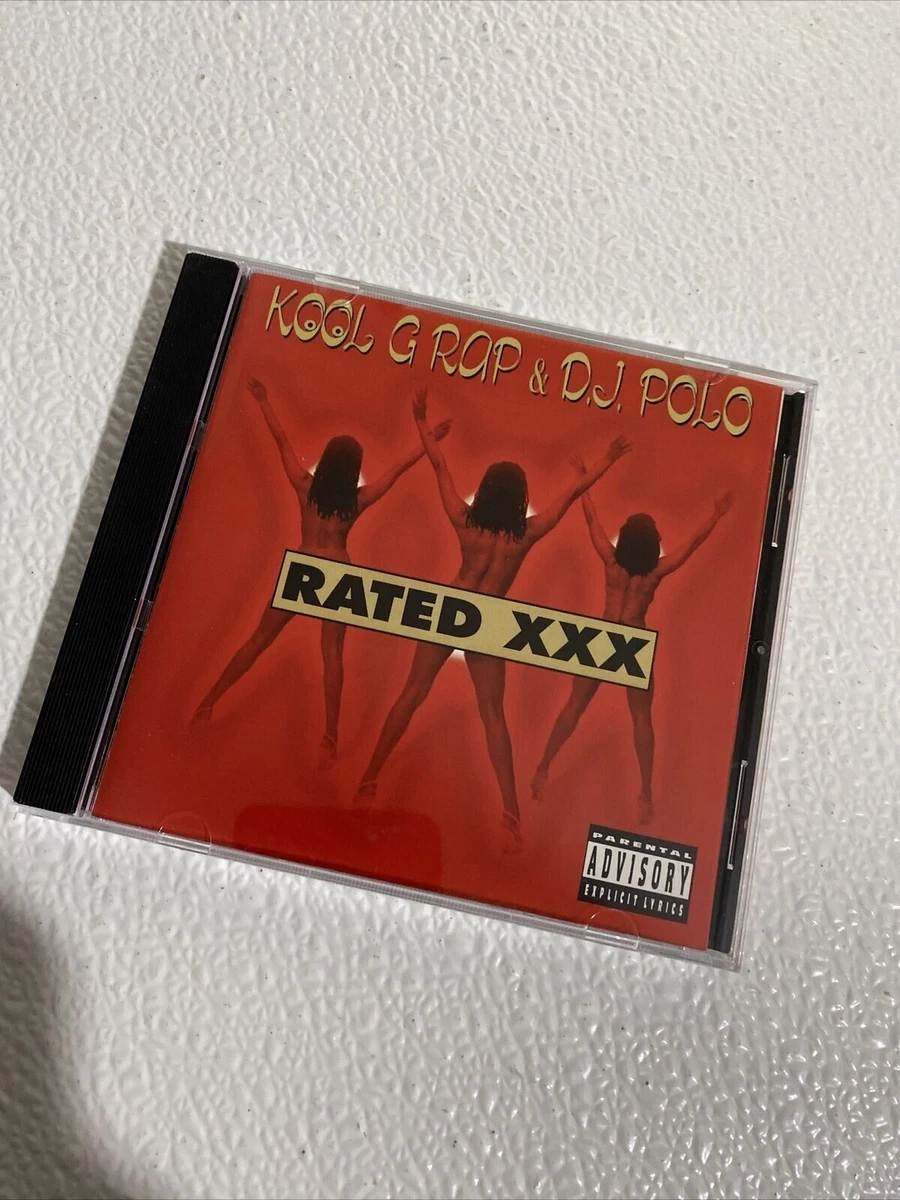 KOOL G RAP & D.J. POLO
RATED XXX
PARENTAL
ADVISORY
EXPLICIT LYRICS